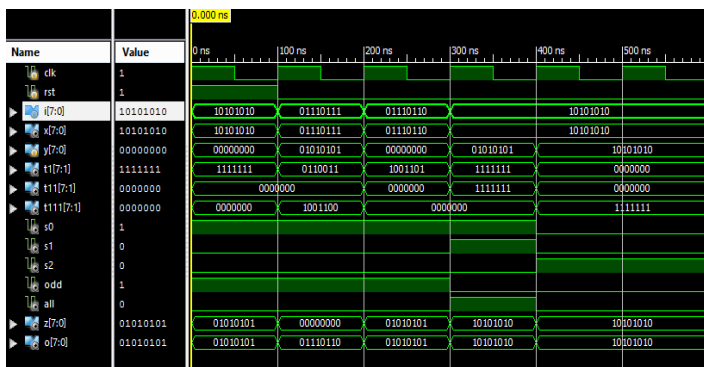 0.000 ns
Name Value 0 ns 100 ns 200 ns 300 ns 400 ns 500 ns
clk 1
rst 1
i[7:0] 10101010 10101010 01110111 01110110 10101010
x[7:0] 10101010 10101010 01110111 01110110 10101010
y[7:0] 00000000 00000000 01010101 00000000 01010101 10101010
t1[7:1] 1111111 1111111 0110011 1001101 1111111 0000000
t11[7:1] 0000000 0000000 0000000 1111111 0000000
t111[7:1] 0000000 0000000 1001100 0000000 1111111
s0 1
s1 0
s2 0
odd 1
all 0
z[7:0] 01010101 01010101 00000000 01010101 10101010 10101010
o[7:0] 01010101 01010101 01110110 01010101 10101010 10101010